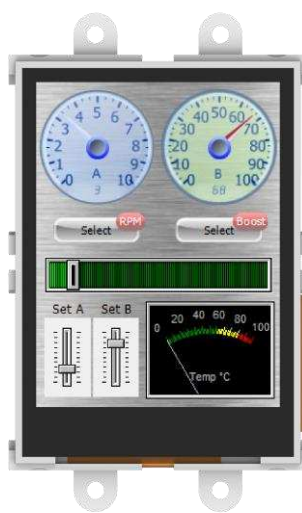 0 1 2 3 4 5 6 7 8 9 10
A
3
0 10 20 30 40 50 60 70 80 90 100
B
68
Select RPM
Select Boost
Set A Set B
0 20 40 60 80 100
Temp °C